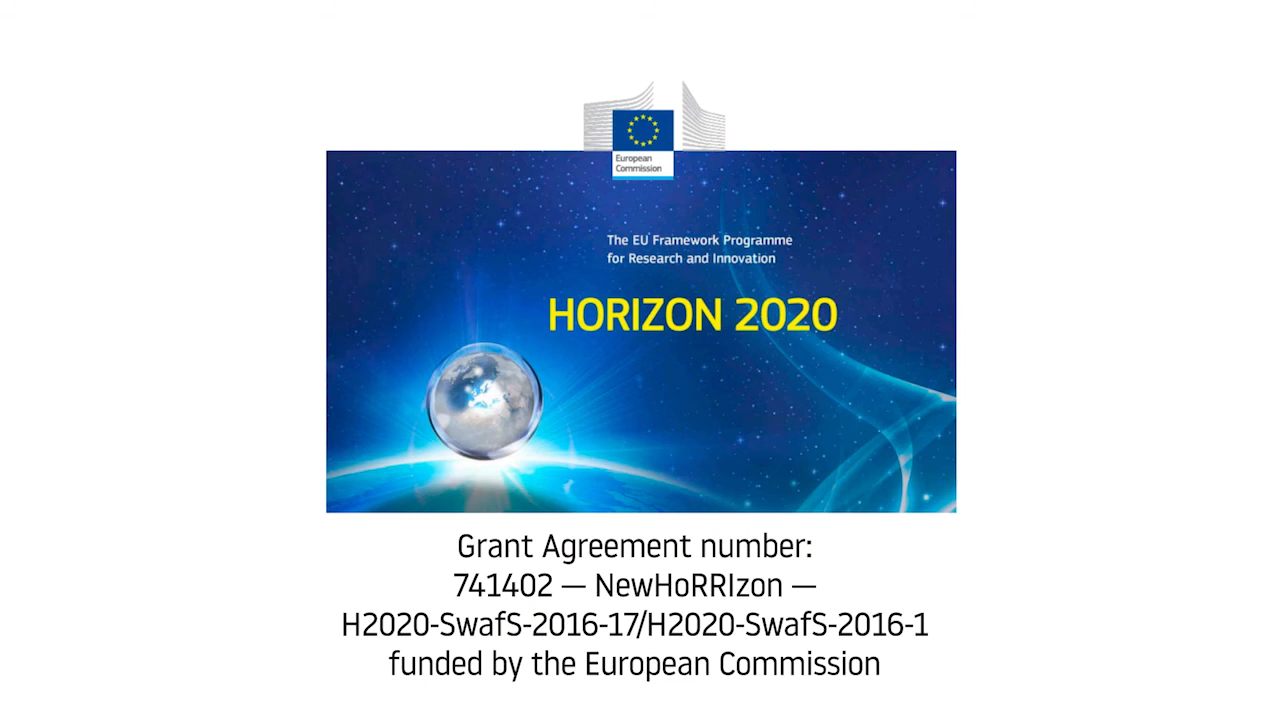 European
Commission
The EU Framework Programme
for Research and Innovation
HORIZON 2020
Grant Agreement number:
741402 — NewHoRRIzon —
H2020-SwafS-2016-17/H2020-SwafS-2016-1
funded by the European Commission